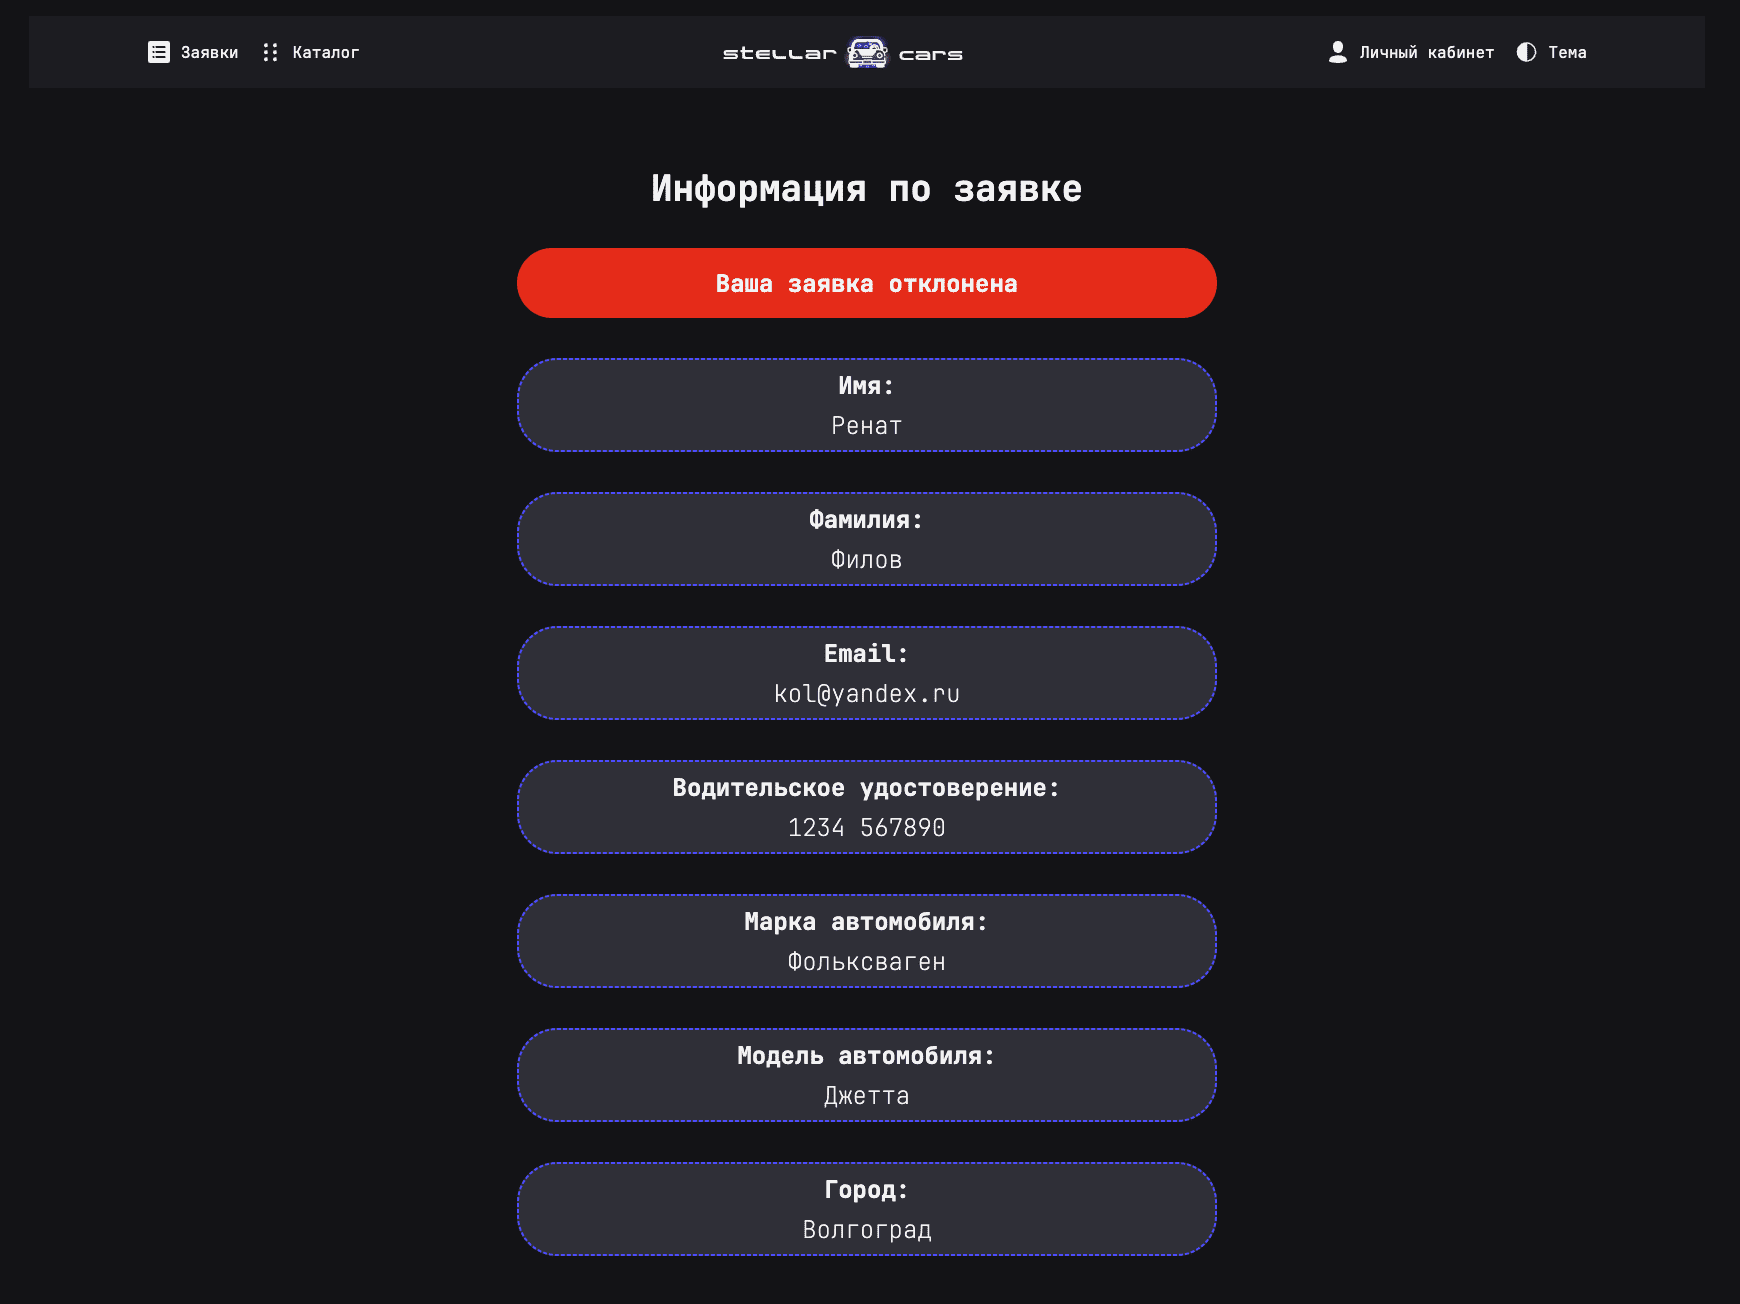 Заявки Каталог stellar cars Личный кабинет Тема
Информация по заявке
Ваша заявка отклонена
Имя:
Ренат
Фамилия:
Филов
Email:
kol@yandex.ru
Водительское удостоверение:
1234 567890
Марка автомобиля:
Фольксваген
Модель автомобиля:
Джетта
Город:
Волгоград